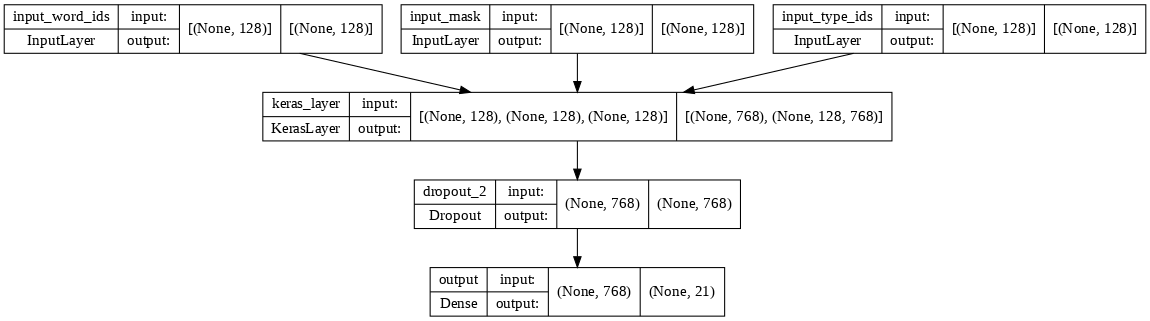 input_word_ids input: [(None, 128)] [(None, 128)]
InputLayer output:
input_mask input: [(None, 128)] [(None, 128)]
InputLayer output:
input_type_ids input: [(None, 128)] [(None, 128)]
InputLayer output:
keras_layer input: [(None, 128), (None, 128), (None, 128)] [(None, 768), (None, 128, 768)]
KerasLayer output:
dropout_2 input: (None, 768) (None, 768)
Dropout output:
output input: (None, 768) (None, 21)
Dense output: